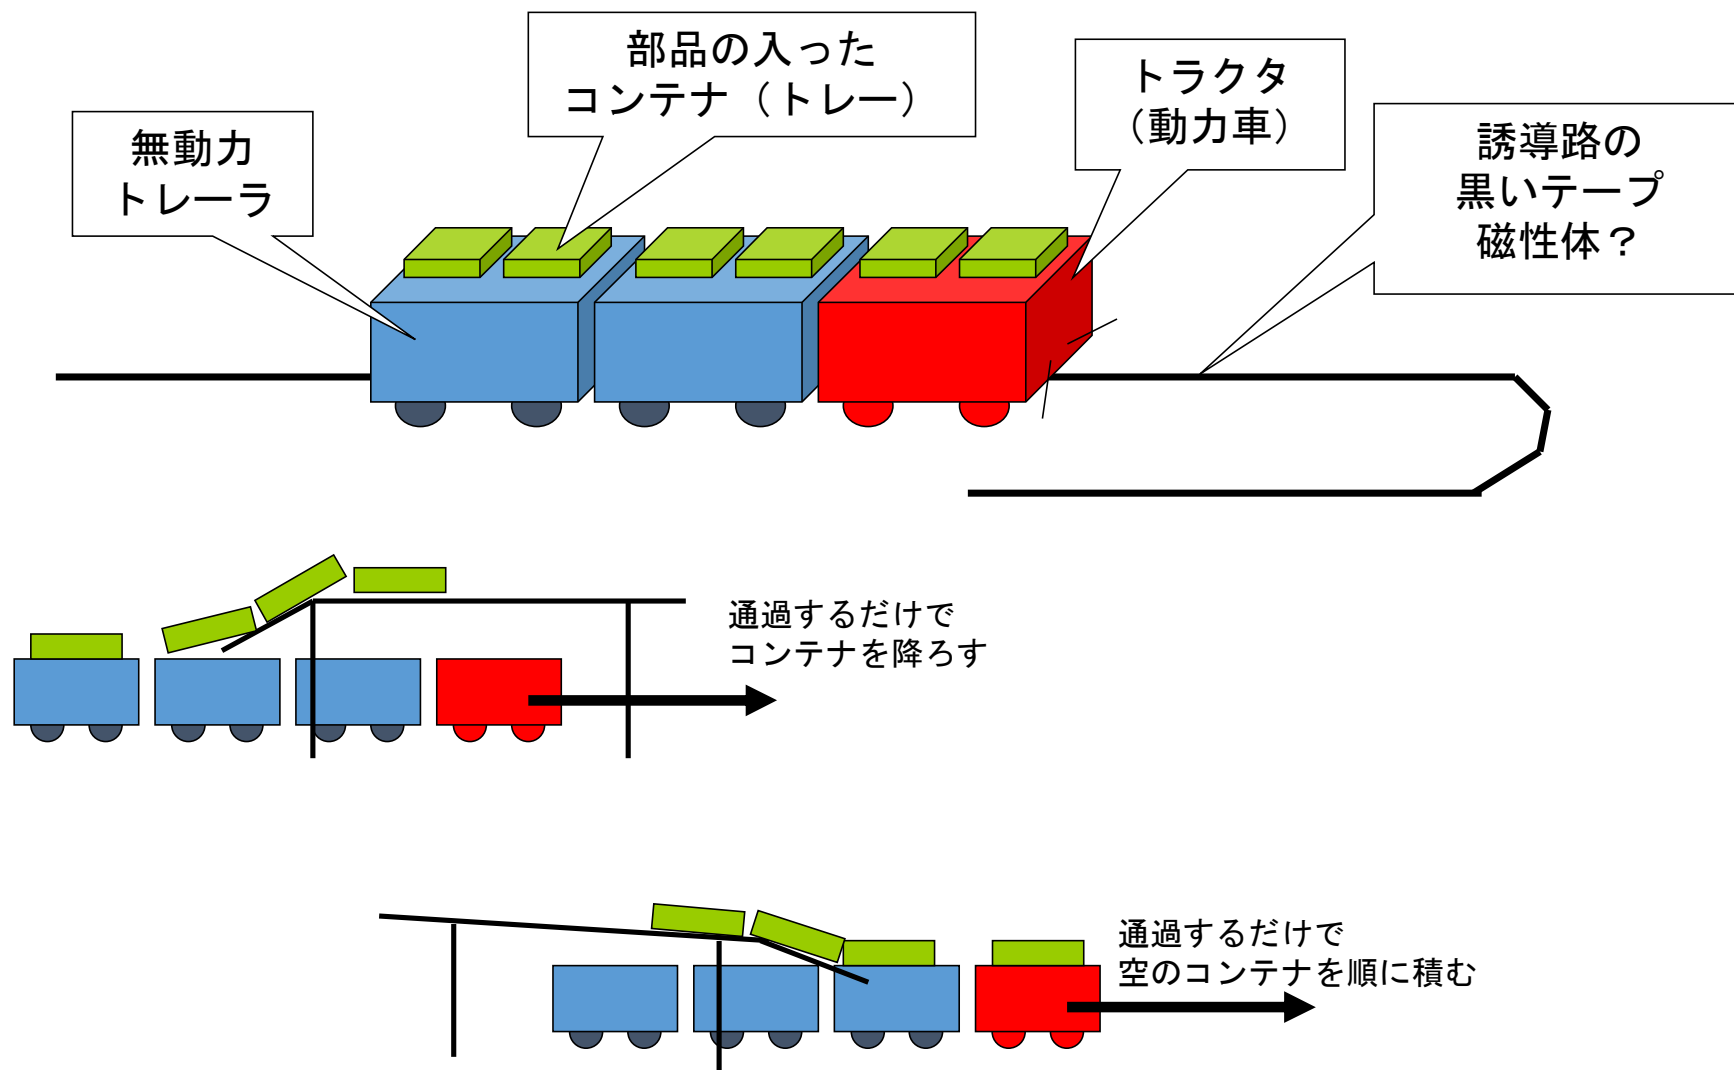 部品の入った
コンテナ（トレー）
トラクタ
（動力車）
無動力
トレーラ
誘導路の
黒いテープ
磁性体？
通過するだけで
コンテナを降ろす
通過するだけで
空のコンテナを順に積む